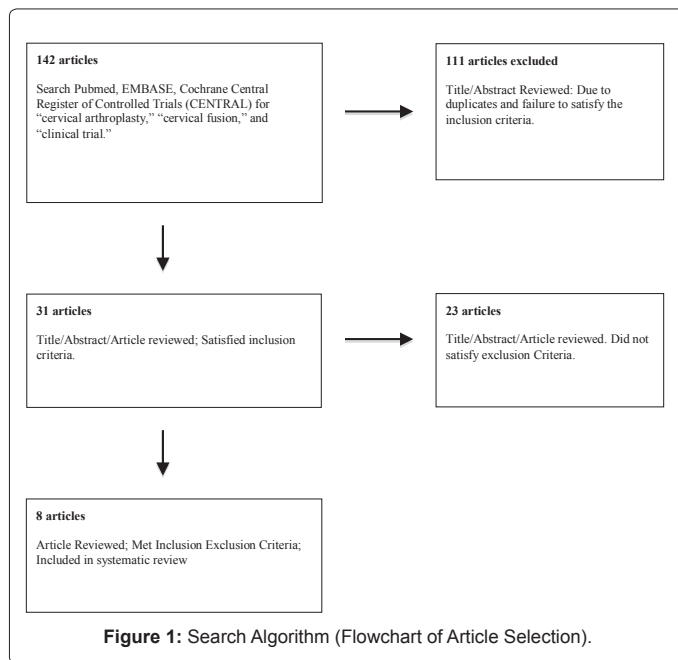 142 articles
Search Pubmed, EMBASE, Cochrane Central
Register of Controlled Trials (CENTRAL) for
“cervical arthroplasty,” “cervical fusion,” and
“clinical trial.”
111 articles excluded
Title/Abstract Reviewed: Due to
duplicates and failure to satisfy the
inclusion criteria.
31 articles
Title/Abstract/Article reviewed; Satisfied inclusion
criteria.
23 articles
Title/Abstract/Article reviewed. Did not
satisfy exclusion Criteria.
8 articles
Article Reviewed; Met Inclusion Exclusion Criteria;
Included in systematic review
Figure 1: Search Algorithm (Flowchart of Article Selection).